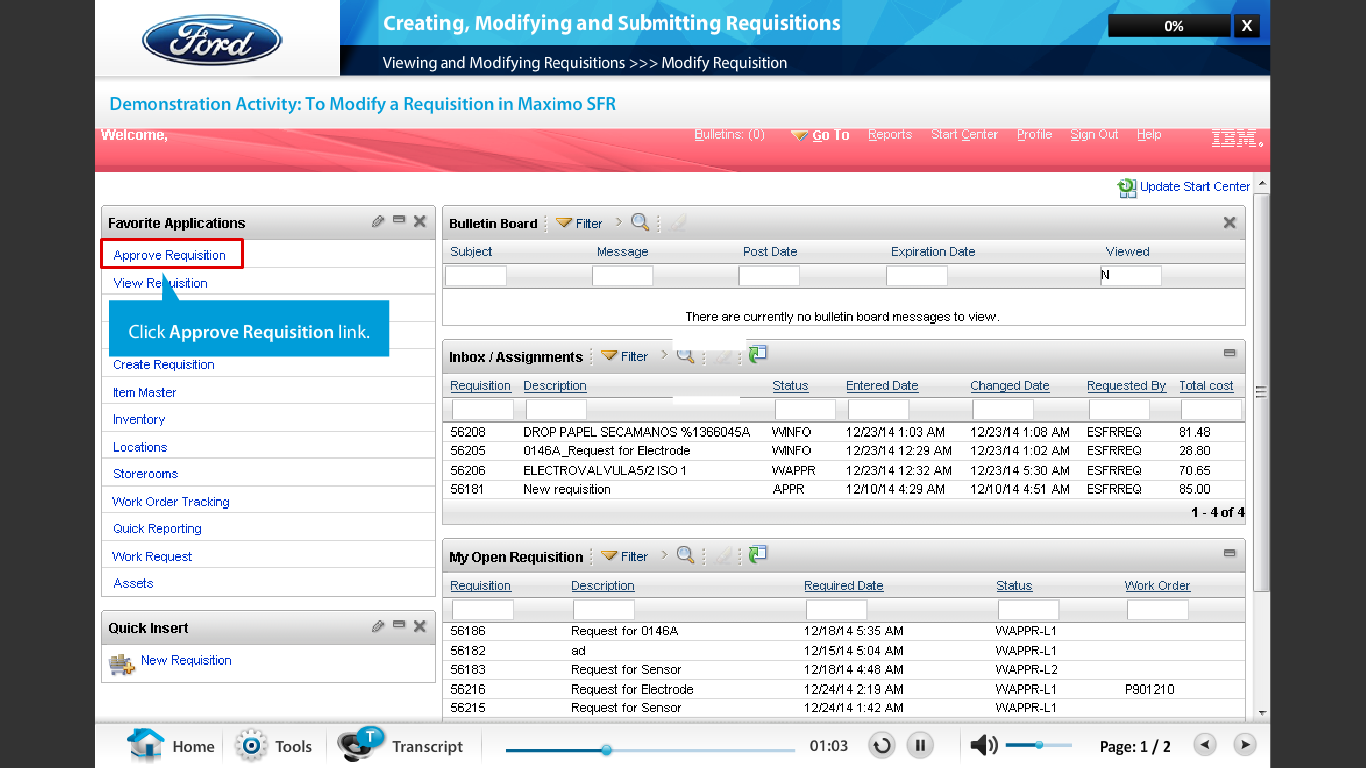 Ford
Creating, Modifying and Submitting Requisitions
0%
X
Viewing and Modifying Requisitions >>> Modify Requisition
Demonstration Activity: To Modify a Requisition in Maximo SFR
Welcome,
Bulletins: (0)
Go To
Reports
Start Center
Profile
Sign Out
Help
IBM.
Update Start Center
Favorite Applications
Approve Requisition
View Requisition
Click Approve Requisition link.
Create Requisition
Item Master
Inventory
Locations
Storerooms
Work Order Tracking
Quick Reporting
Work Request
Assets
Quick Insert
New Requisition
Bulletin Board Filter
Subject Message Post Date Expiration Date Viewed
N
There are currently no bulletin board messages to view.
Inbox / Assignments Filter
Requisition Description Status Entered Date Changed Date Requested By Total cost
56208 DROP PAPEL SECAMANOS %1366045A WINFO 12/23/14 1:03 AM 12/23/14 1:08 AM ESFRREQ 81.48
56205 0146A_Request for Electrode WINFO 12/23/14 12:29 AM 12/23/14 1:02 AM ESFRREQ 28.80
56206 ELECTROVALVULA5/2 ISO 1 WAPPR 12/23/14 12:32 AM 12/23/14 5:30 AM ESFRREQ 70.65
56181 New requisition APPR 12/10/14 4:29 AM 12/10/14 4:51 AM ESFRREQ 85.00
1 - 4 of 4
My Open Requisition Filter
Requisition Description Required Date Status Work Order
56186 Request for 0146A 12/18/14 5:35 AM WAPPR-L1
56182 ad 12/15/14 5:04 AM WAPPR-L1
56183 Request for Sensor 12/18/14 4:48 AM WAPPR-L2
56216 Request for Electrode 12/24/14 2:19 AM WAPPR-L1 P901210
56215 Request for Sensor 12/24/14 1:42 AM WAPPR-L1
Home
Tools
T
Transcript
01:03
Page: 1 / 2